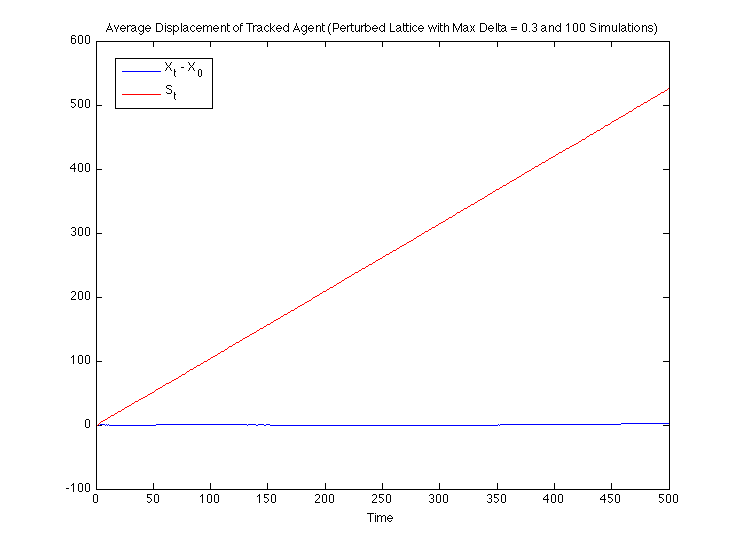 Average Displacement of Tracked Agent (Perturbed Lattice with Max Delta = 0.3 and 100 Simulations)
600
500
400
300
200
100
0
-100
X_t - X_0
S_t
0 50 100 150 200 250 300 350 400 450 500
Time